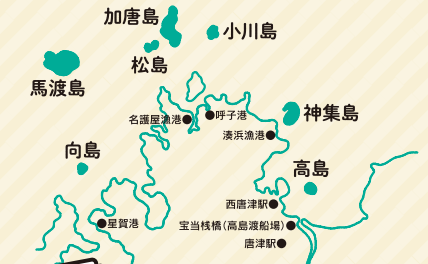 加唐島
小川島
松島
馬渡島
名護屋漁港
呼子港
神集島
湊浜漁港
向島
高島
西唐津駅
星賀港
宝当桟橋(高島渡船場)
唐津駅